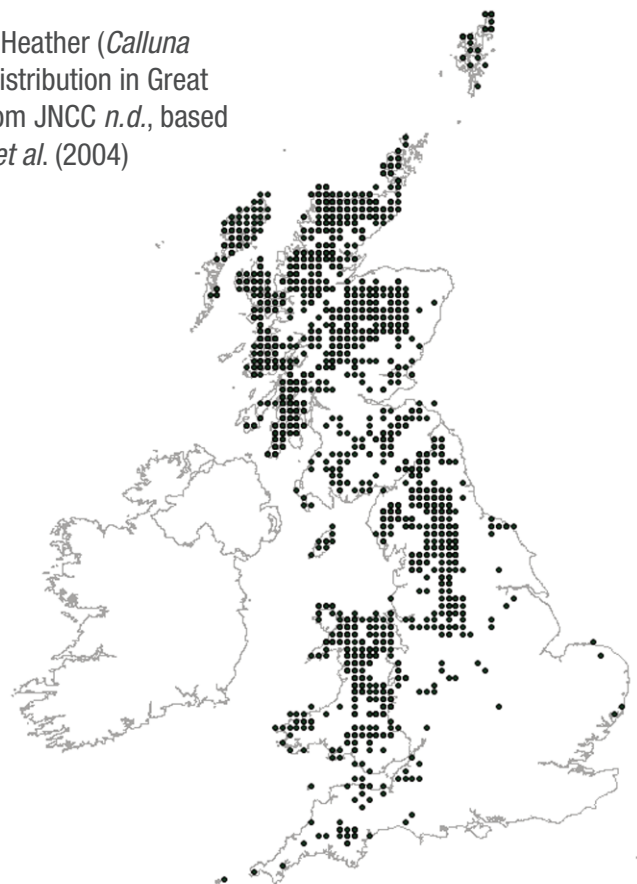 Heather (Calluna
istribution in Great
om JNCC n.d., based
et al. (2004)